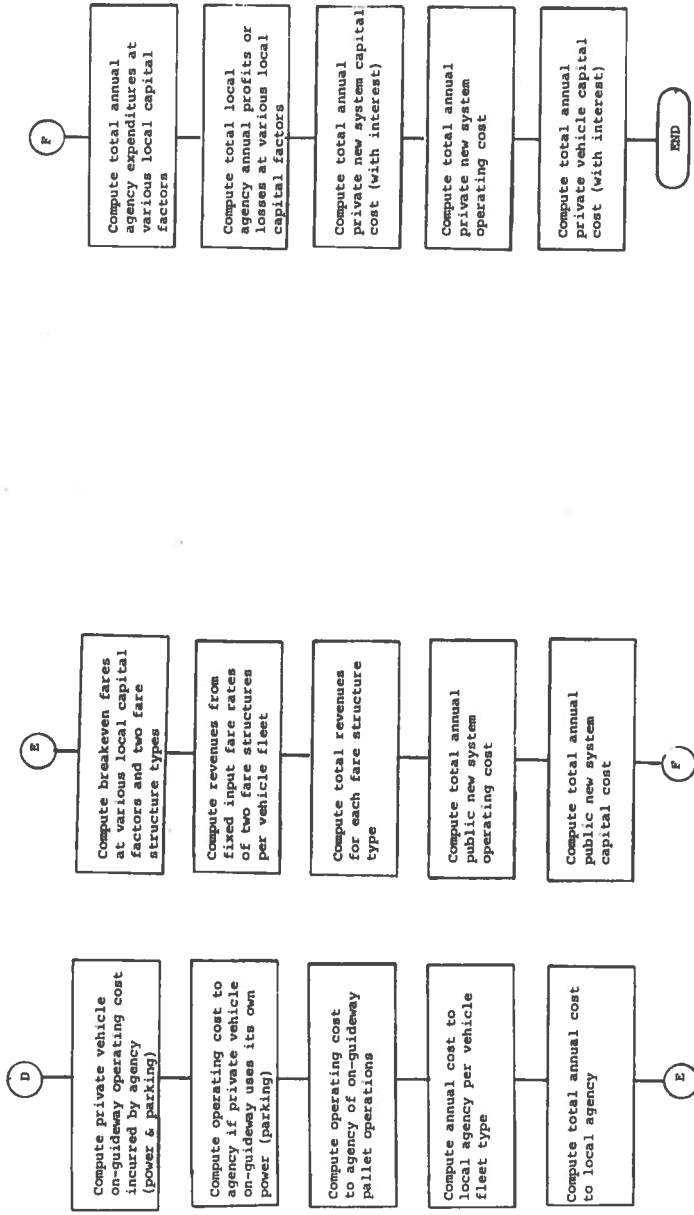 D
Compute private vehicle
on-guideway operating cost
incurred by agency
(power & parking)
Compute operating cost to
agency if private vehicle
on-guideway uses its own
power (parking)
Compute operating cost
to agency of on-guideway
pallet operations
Compute annual cost to
local agency per vehicle
fleet type
Compute total annual cost
to local agency
E
E
Compute breakeven fares
at various local capital
factors and two fare
structure types
Compute revenues from
fixed input fare rates
of two fare structures
per vehicle fleet
Compute total revenues
for each fare structure
type
Compute total annual
public new system
operating cost
Compute total annual
public new system
capital cost
F
F
Compute total annual
agency expenditures at
various local capital
factors
Compute total local
agency annual profits or
losses at various local
capital factors
Compute total annual
private new system capital
cost (with interest)
Compute total annual
private new system
operating cost
Compute total annual
private vehicle capital
cost (with interest)
END